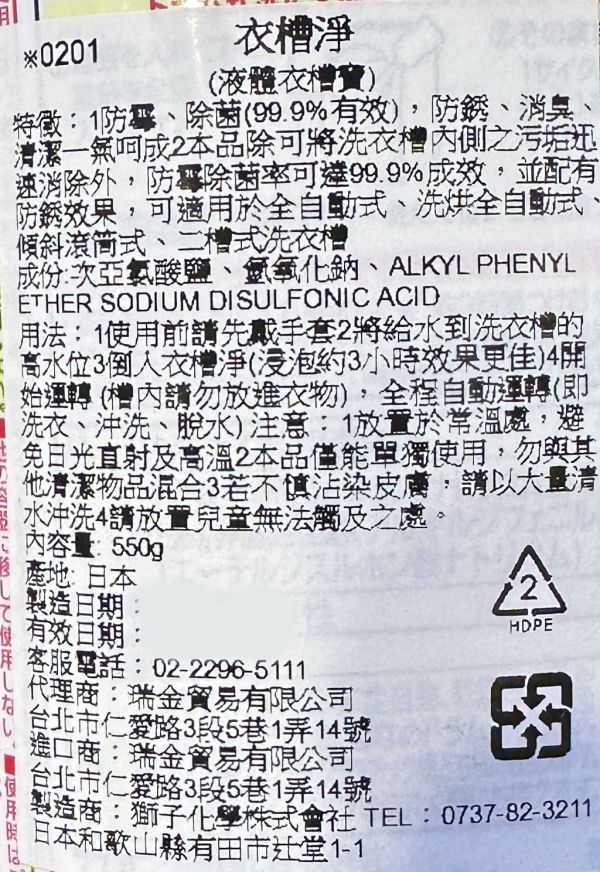 ※0201
衣槽淨
(液體衣槽寶)
特徵：1防霉、除菌(99.9%有效)，防銹、消臭、
清潔一氣呵成2本品除可將洗衣槽內側之污垢迅
速消除外，防霉除菌率可達99.9%成效，並配有
防銹效果，可適用於全自動式、洗烘全自動式、
傾斜滾筒式、二槽式洗衣槽
成份:次亞氯酸鹽、氫氧化鈉、ALKYL PHENYL
ETHER SODIUM DISULFONIC ACID
用法：1使用前請先戴手套2將給水到洗衣槽的
高水位3倒入衣槽淨(浸泡約3小時效果更佳)4開
始運轉 (槽內請勿放進衣物)，全程自動運轉(即
洗衣、沖洗、脫水) 注意：1放置於常溫處，避
免日光直射及高溫2本品僅能單獨使用，勿與其
他清潔物品混合3若不慎沾染皮膚，請以大量清
水沖洗4請放置兒童無法觸及之處。
內容量: 550g
產地: 日本
製造日期:
有效日期:
客服電話：02-2296-5111
代理商：瑞金貿易有限公司
台北市仁愛路3段5巷1弄14號
進口商：瑞金貿易有限公司
台北市仁愛路3段5巷1弄14號
製造商：獅子化學株式會社 TEL：0737-82-3211
日本和歌山縣有田市辻堂1-1
2
HDPE